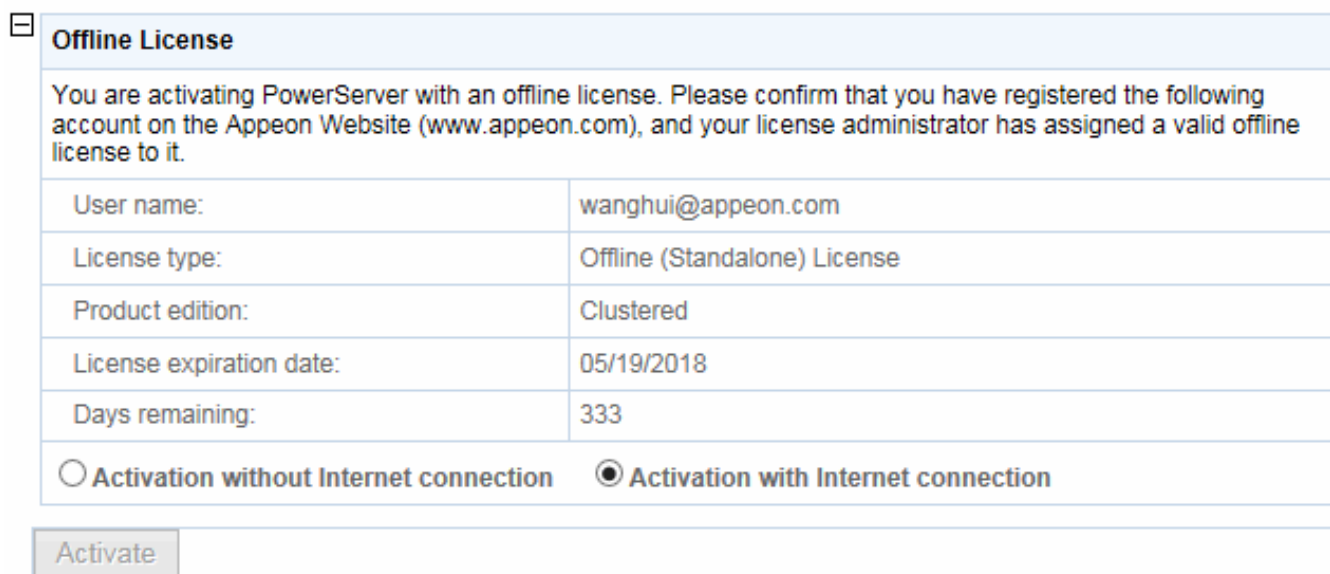 Offline License
You are activating PowerServer with an offline license. Please confirm that you have registered the following
account on the Appeon Website (www.appeon.com), and your license administrator has assigned a valid offline
license to it.
User name: wanghui@appeon.com
License type: Offline (Standalone) License
Product edition: Clustered
License expiration date: 05/19/2018
Days remaining: 333
Activation without Internet connection Activation with Internet connection
Activate